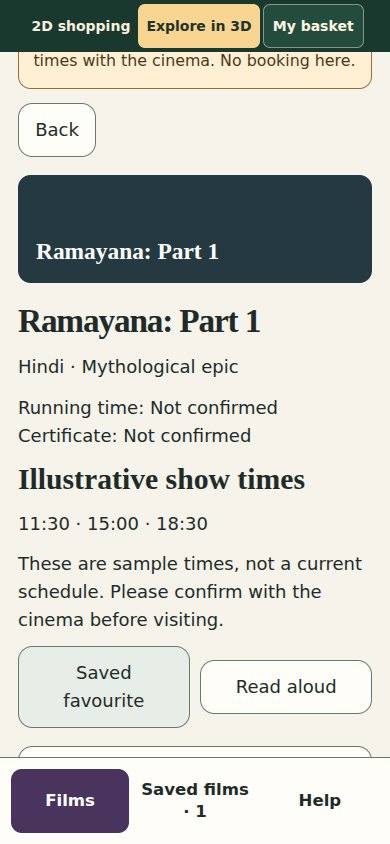 2D shopping
Explore in 3D
My basket
times with the cinema. No booking here.
Back
Ramayana: Part 1
Ramayana: Part 1
Hindi · Mythological epic
Running time: Not confirmed
Certificate: Not confirmed
Illustrative show times
11:30 · 15:00 · 18:30
These are sample times, not a current
schedule. Please confirm with the
cinema before visiting.
Saved
favourite
Read aloud
Films
Saved films
· 1
Help